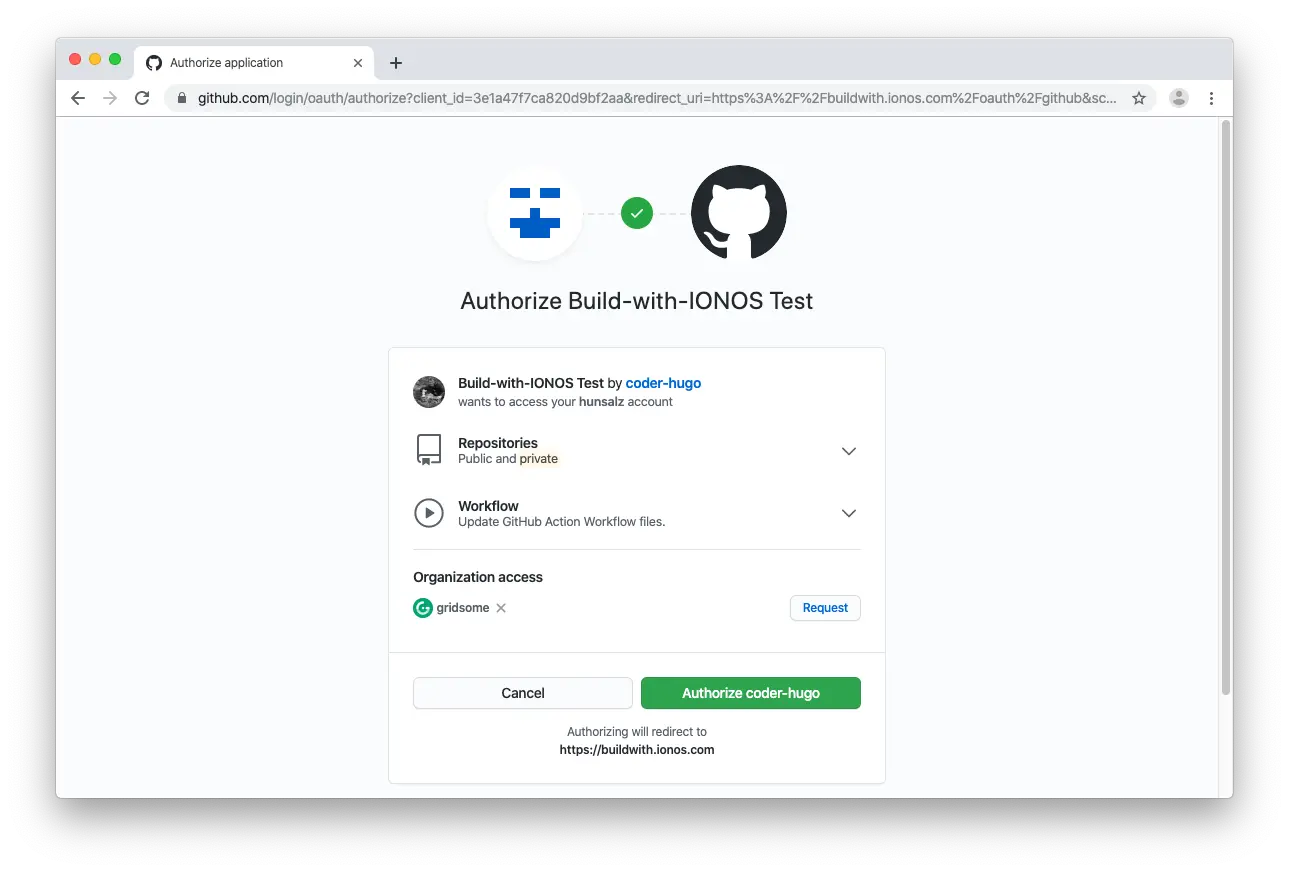 Authorize application
github.com/login/oauth/authorize?client_id=3e1a47f7ca820d9bf2aa&redirect_uri=https%3A%2F%2Fbuildwith.ionos.com%2Foauth%2Fgithub&sc...
Authorize Build-with-IONOS Test
Build-with-IONOS Test by coder-hugo
wants to access your hunsalz account
Repositories
Public and private
Workflow
Update GitHub Action Workflow files.
Organization access
gridsome
Request
Cancel
Authorize coder-hugo
Authorizing will redirect to
https://buildwith.ionos.com